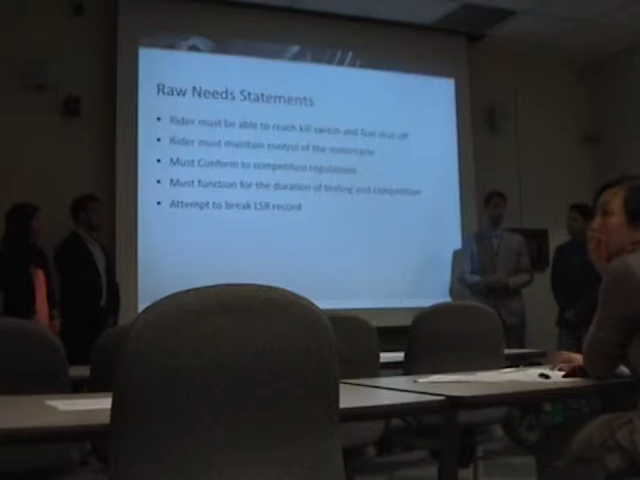 Raw Needs Statements
• Rider must be able to reach kill switch and fuel shut off
• Rider must maintain control of the motorcycle
• Must Conform to competition regulations
• Must function for the duration of testing and competition
• Attempt to break LSR record